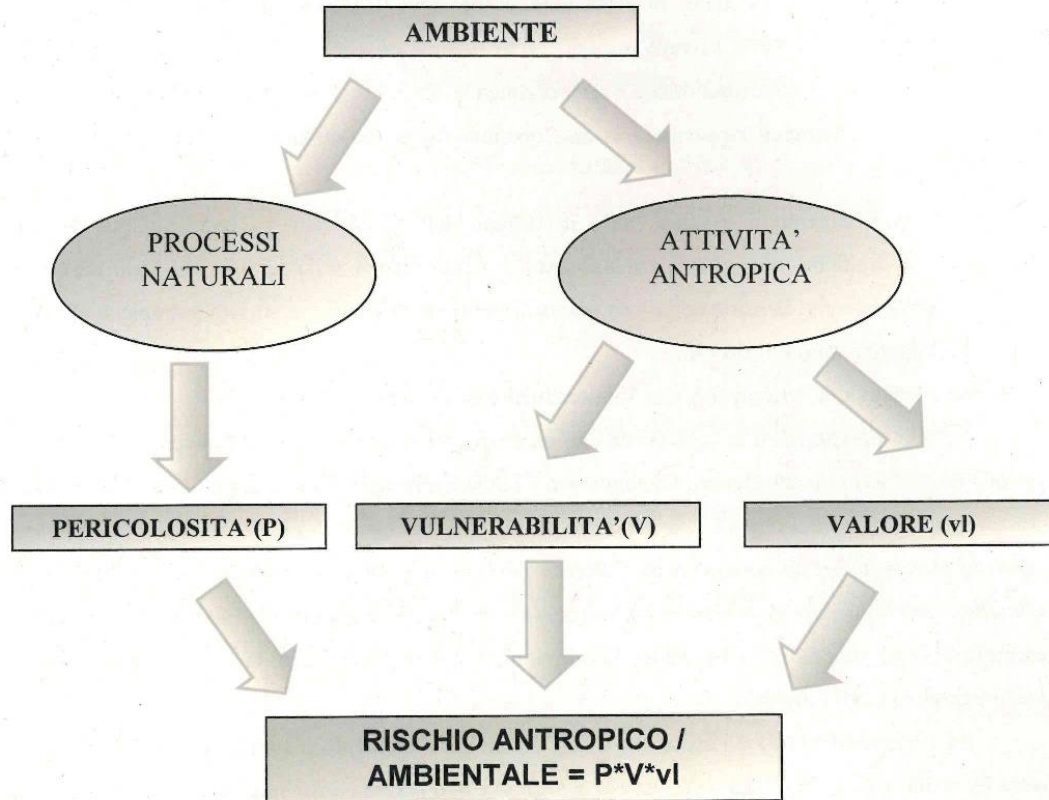 AMBIENTE
PROCESSI
NATURALI
ATTIVITA’
ANTROPICA
PERICOLOSITA’(P)
VULNERABILITA’(V)
VALORE (vl)
RISCHIO ANTROPICO /
AMBIENTALE = P*V*vl